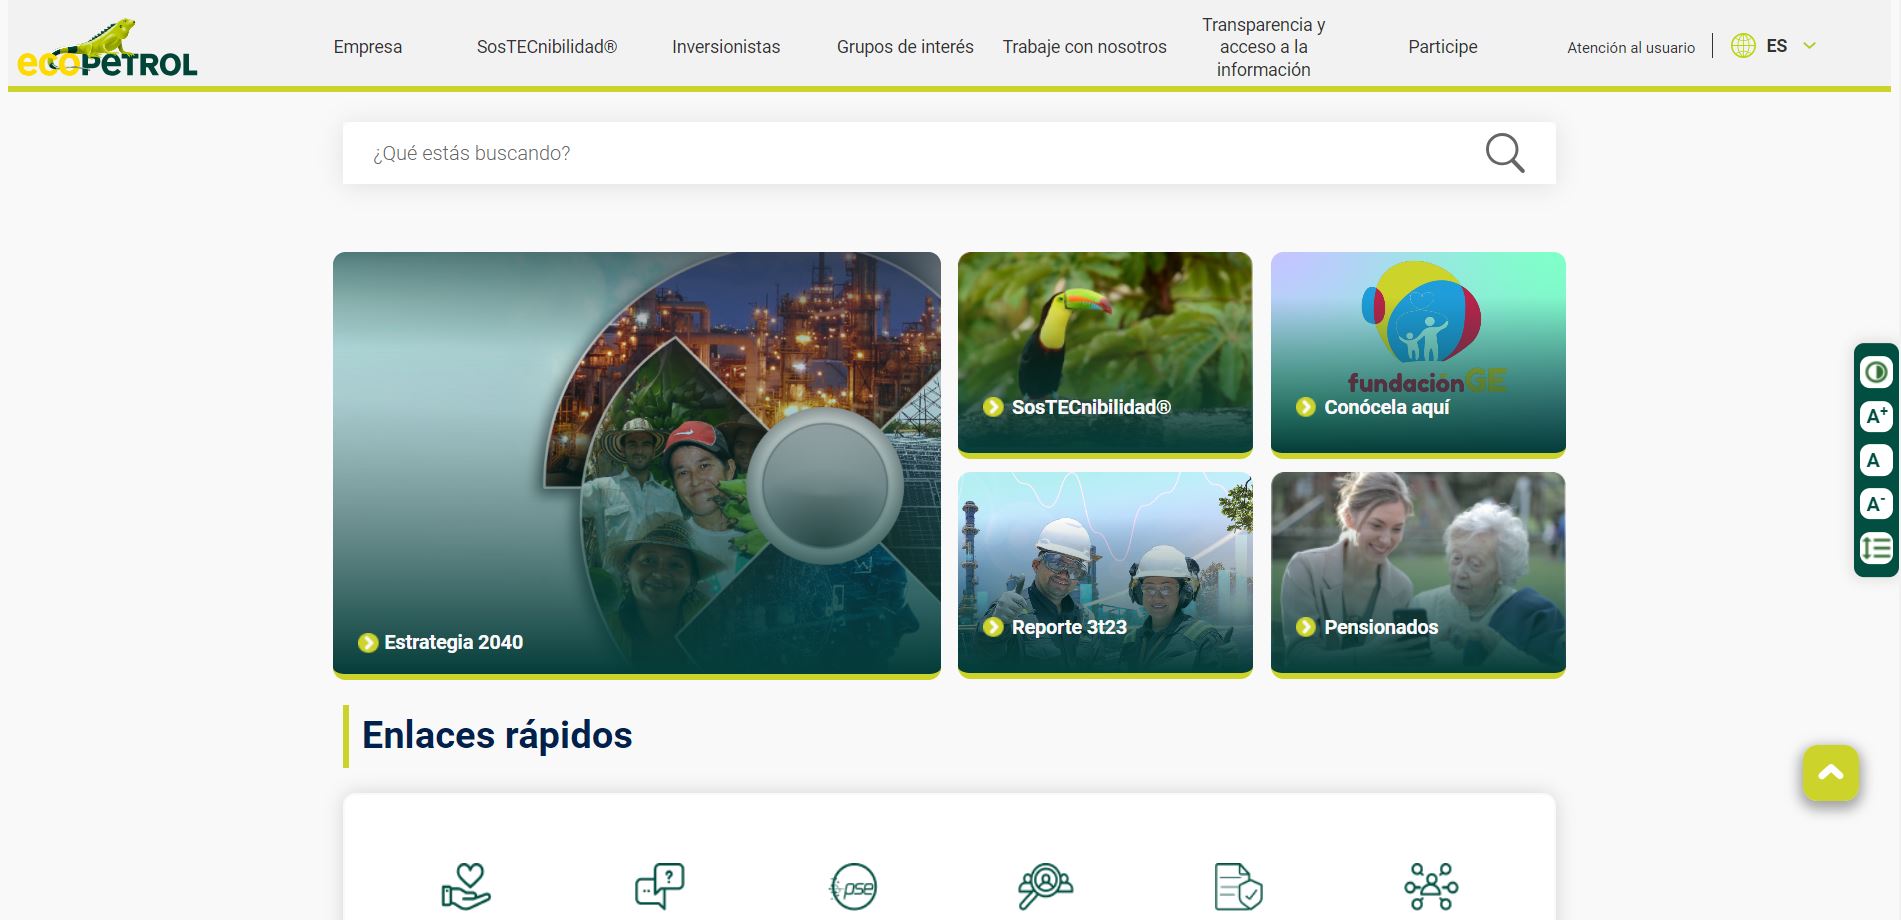 ecopetrol
Empresa
SosTECnibilidad®
Inversionistas
Grupos de interés
Trabaje con nosotros
Transparencia y
acceso a la
información
Participe
Atención al usuario
ES
¿Qué estás buscando?
Estrategia 2040
SosTECnibilidad®
fundaciónGE
Conócela aquí
Reporte 3t23
Pensionados
A+
A
A-
Enlaces rápidos
?
pse